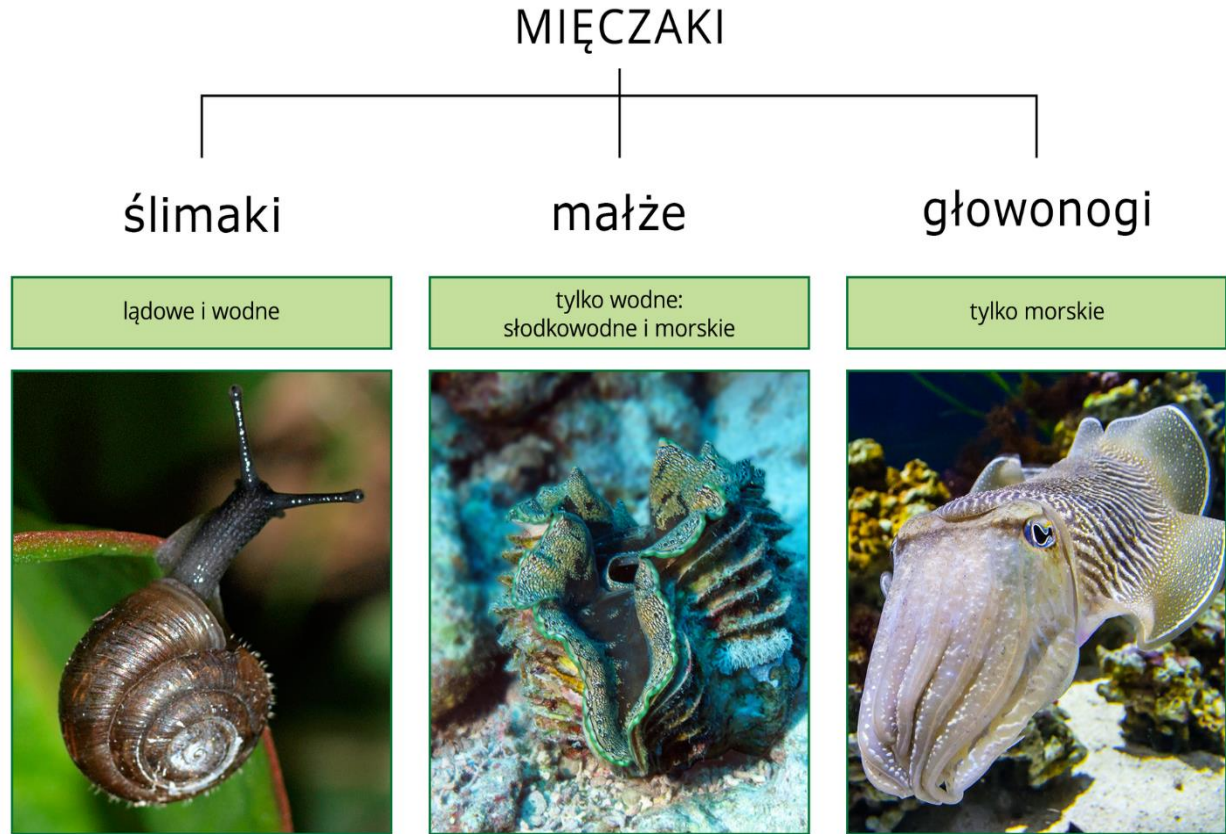 MIĘCZAKI
ślimaki
małże
głowonogi
lądowe i wodne
tylko wodne:
słodkowodne i morskie
tylko morskie